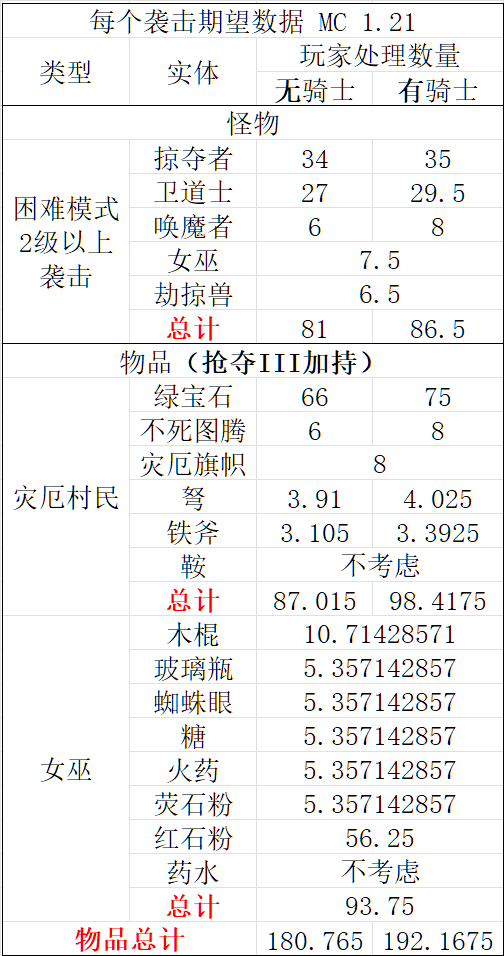 每个袭击期望数据 MC 1.21
类型 实体 玩家处理数量
无骑士 有骑士
怪物
困难模式
2级以上
袭击
掠夺者 34 35
卫道士 27 29.5
唤魔者 6 8
女巫 7.5
劫掠兽 6.5
总计 81 86.5
物品（抢夺III加持）
灾厄村民
绿宝石 66 75
不死图腾 6 8
灾厄旗帜 8
弩 3.91 4.025
铁斧 3.105 3.3925
鞍 不考虑
总计 87.015 98.4175
女巫
木棍 10.71428571
玻璃瓶 5.357142857
蜘蛛眼 5.357142857
糖 5.357142857
火药 5.357142857
荧石粉 5.357142857
红石粉 56.25
药水 不考虑
总计 93.75
物品总计 180.765 192.1675